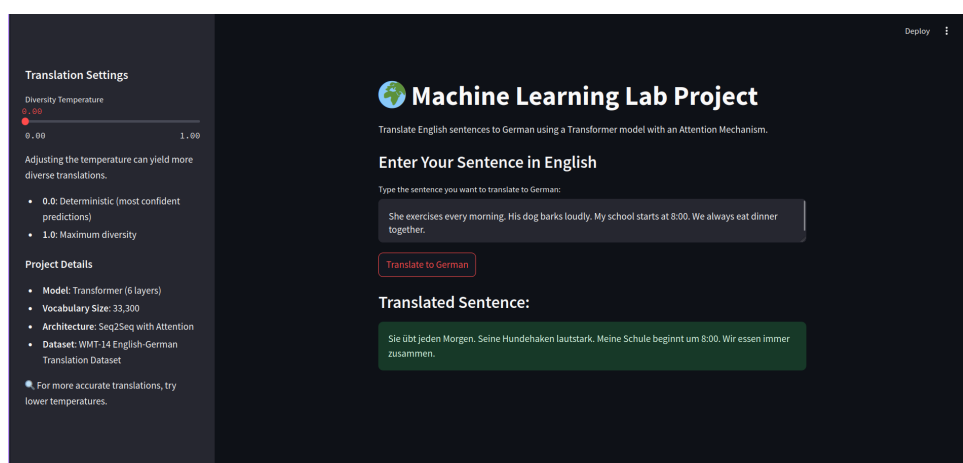 Deploy
Translation Settings
Diversity Temperature
0.00
0.00 1.00
Adjusting the temperature can yield more
diverse translations.
0.0: Deterministic (most confident
predictions)
1.0: Maximum diversity
Project Details
Model: Transformer (6 layers)
Vocabulary Size: 33,300
Architecture: Seq2Seq with Attention
Dataset: WMT-14 English-German
Translation Dataset
For more accurate translations, try
lower temperatures.
Machine Learning Lab Project
Translate English sentences to German using a Transformer model with an Attention Mechanism.
Enter Your Sentence in English
Type the sentence you want to translate to German:
She exercises every morning. His dog barks loudly. My school starts at 8:00. We always eat dinner
together.
Translate to German
Translated Sentence:
Sie übt jeden Morgen. Seine Hundehaken lautstark. Meine Schule beginnt um 8:00. Wir essen immer
zusammen.